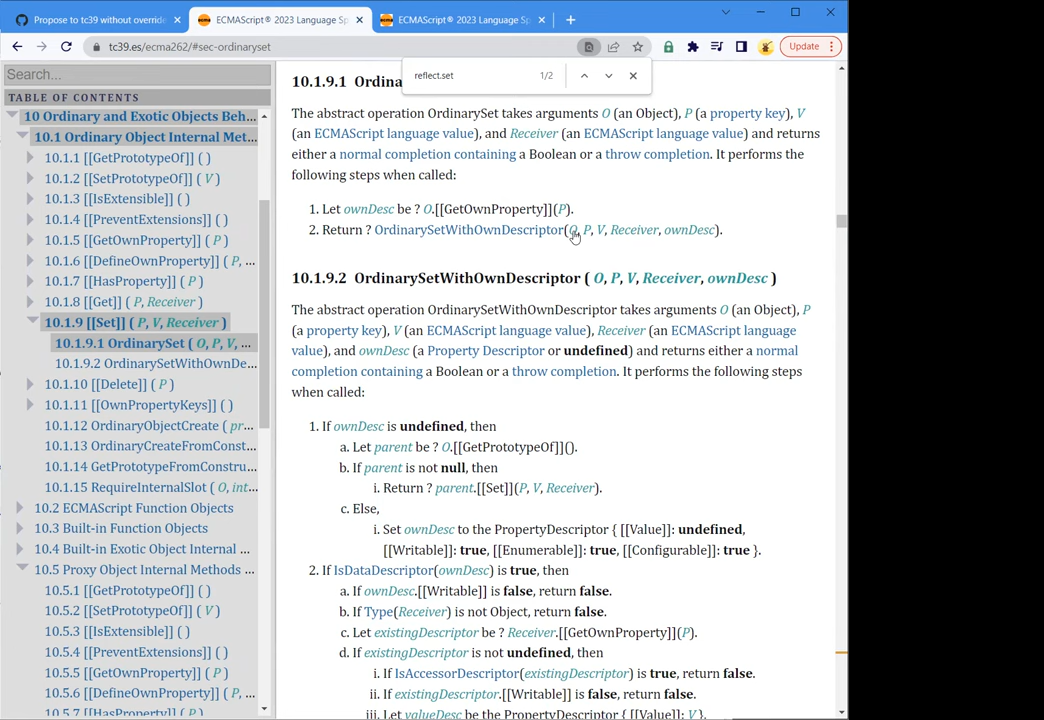 Propose to tc39 without overrid
ECMAScript® 2023 Language Sp
ECMAScript® 2023 Language Sp
tc39.es/ecma262/#sec-ordinaryset
Update
reflect.set 1/2
Search...
TABLE OF CONTENTS
10 Ordinary and Exotic Objects Beh...
10.1 Ordinary Object Internal Met...
10.1.1 [[GetPrototypeOf]] ( )
10.1.2 [[SetPrototypeOf]] ( V )
10.1.3 [[IsExtensible]] ( )
10.1.4 [[PreventExtensions]] ( )
10.1.5 [[GetOwnProperty]] ( P )
10.1.6 [[DefineOwnProperty]] ( P, ...
10.1.7 [[HasProperty]] ( P )
10.1.8 [[Get]] ( P, Receiver )
10.1.9 [[Set]] ( P, V, Receiver )
10.1.9.1 OrdinarySet ( O, P, V, ...
10.1.9.2 OrdinarySetWithOwnDe...
10.1.10 [[Delete]] ( P )
10.1.11 [[OwnPropertyKeys]] ( )
10.1.12 OrdinaryObjectCreate ( pr...
10.1.13 OrdinaryCreateFromConst...
10.1.14 GetPrototypeFromConstru...
10.1.15 RequireInternalSlot ( O, int...
10.2 ECMAScript Function Objects
10.3 Built-in Function Objects
10.4 Built-in Exotic Object Internal ...
10.5 Proxy Object Internal Methods ...
10.5.1 [[GetPrototypeOf]] ( )
10.5.2 [[SetPrototypeOf]] ( V )
10.5.3 [[IsExtensible]] ( )
10.5.4 [[PreventExtensions]] ( )
10.5.5 [[GetOwnProperty]] ( P )
10.5.6 [[DefineOwnProperty]] ( P, ...
10.5.7 [[HasProperty]] ( P )
10.1.9.1 Ordina
The abstract operation OrdinarySet takes arguments O (an Object), P (a property key), V
(an ECMAScript language value), and Receiver (an ECMAScript language value) and returns
either a normal completion containing a Boolean or a throw completion. It performs the
following steps when called:
1. Let ownDesc be ? O.[[GetOwnProperty]](P).
2. Return ? OrdinarySetWithOwnDescriptor(O, P, V, Receiver, ownDesc).
10.1.9.2 OrdinarySetWithOwnDescriptor ( O, P, V, Receiver, ownDesc )
The abstract operation OrdinarySetWithOwnDescriptor takes arguments O (an Object), P
(a property key), V (an ECMAScript language value), Receiver (an ECMAScript language
value), and ownDesc (a Property Descriptor or undefined) and returns either a normal
completion containing a Boolean or a throw completion. It performs the following steps
when called:
1. If ownDesc is undefined, then
a. Let parent be ? O.[[GetPrototypeOf]]().
b. If parent is not null, then
i. Return ? parent.[[Set]](P, V, Receiver).
c. Else,
i. Set ownDesc to the PropertyDescriptor { [[Value]]: undefined,
[[Writable]]: true, [[Enumerable]]: true, [[Configurable]]: true }.
2. If IsDataDescriptor(ownDesc) is true, then
a. If ownDesc.[[Writable]] is false, return false.
b. If Type(Receiver) is not Object, return false.
c. Let existingDescriptor be ? Receiver.[[GetOwnProperty]](P).
d. If existingDescriptor is not undefined, then
i. If IsAccessorDescriptor(existingDescriptor) is true, return false.
ii. If existingDescriptor.[[Writable]] is false, return false.
iii. Let valueDesc be the PropertyDescriptor { [[Value]]: V }.